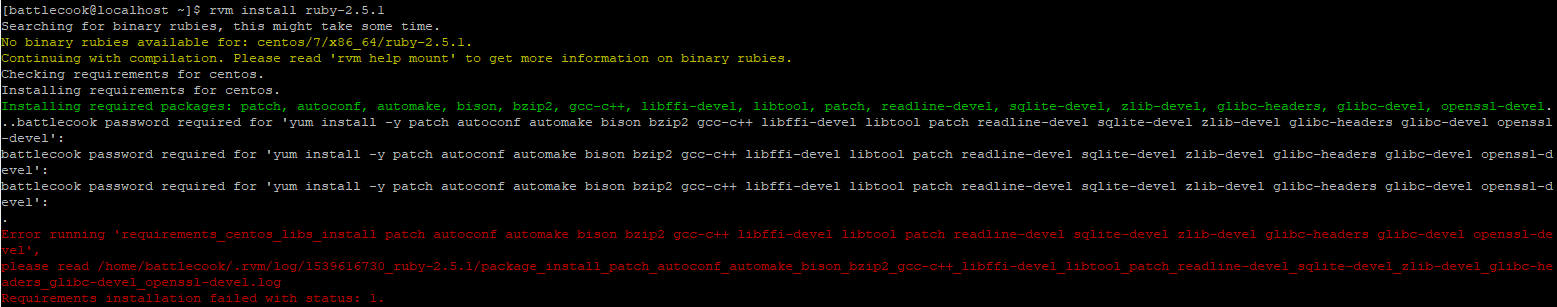 [battlecook@localhost ~]$ rvm install ruby-2.5.1
Searching for binary rubies, this might take some time.
No binary rubies available for: centos/7/x86_64/ruby-2.5.1.
Continuing with compilation. Please read 'rvm help mount' to get more information on binary rubies.
Checking requirements for centos.
Installing requirements for centos.
Installing required packages: patch, autoconf, automake, bison, bzip2, gcc-c++, libffi-devel, libtool, patch, readline-devel, sqlite-devel, zlib-devel, glibc-headers, glibc-devel, openssl-devel.
..battlecook password required for 'yum install -y patch autoconf automake bison bzip2 gcc-c++ libffi-devel libtool patch readline-devel sqlite-devel zlib-devel glibc-headers glibc-devel openssl
-devel':
battlecook password required for 'yum install -y patch autoconf automake bison bzip2 gcc-c++ libffi-devel libtool patch readline-devel sqlite-devel zlib-devel glibc-headers glibc-devel openssl-d
evel':
battlecook password required for 'yum install -y patch autoconf automake bison bzip2 gcc-c++ libffi-devel libtool patch readline-devel sqlite-devel zlib-devel glibc-headers glibc-devel openssl-d
evel':
.
Error running 'requirements_centos_libs_install patch autoconf automake bison bzip2 gcc-c++ libffi-devel libtool patch readline-devel sqlite-devel zlib-devel glibc-headers glibc-devel openssl-de
vel',
please read /home/battlecook/.rvm/log/1539616730_ruby-2.5.1/package_install_patch_autoconf_automake_bison_bzip2_gcc-c++_libffi-devel_libtool_patch_readline-devel_sqlite-devel_zlib-devel_glibc-he
aders_glibc-devel_openssl-devel.log
Requirements installation failed with status: 1.